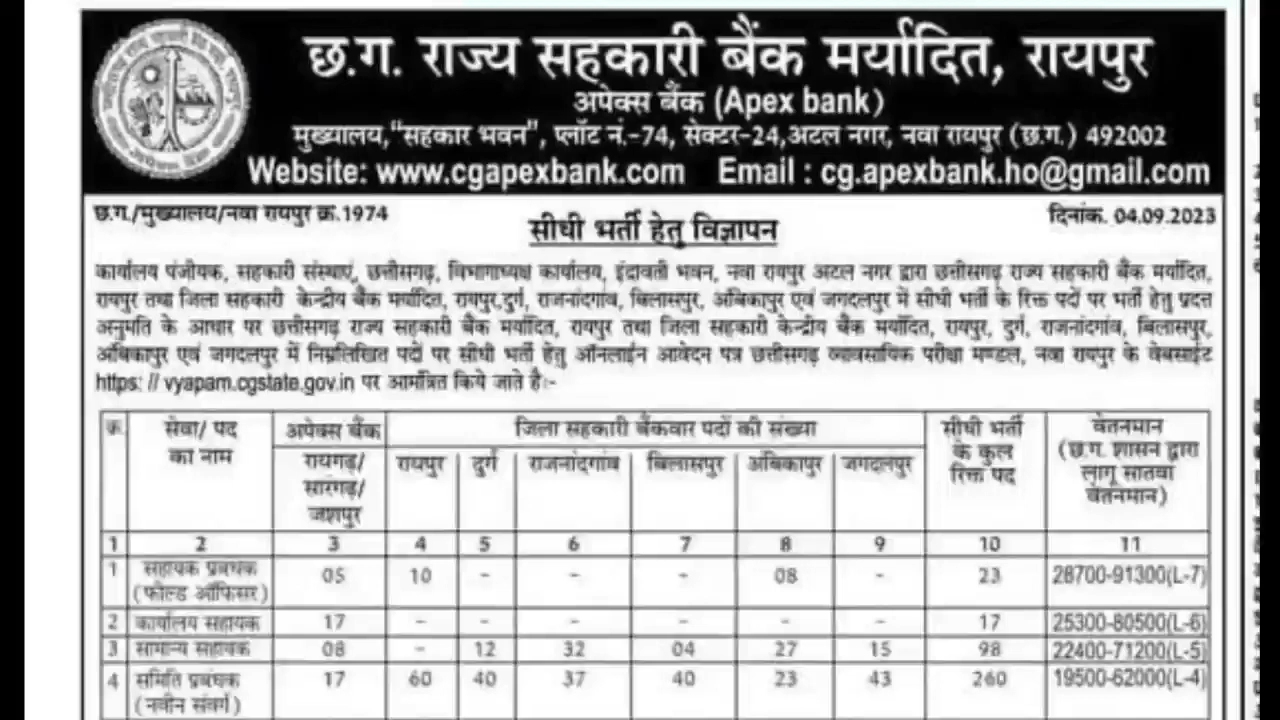 छ.ग. राज्य सहकारी बैंक मर्यादित, रायपुर
अपेक्स बैंक (Apex bank)
मुख्यालय,"सहकार भवन", प्लॉट नं.-74, सेक्टर-24,अटल नगर, नवा रायपुर (छ.ग.) 492002
Website: www.cgapexbank.com Email : cg.apexbank.ho@gmail.com
छ.ग./मुख्यालय/नवा रायपुर क्र.1974 दिनांक. 04.09.2023
सीधी भर्ती हेतु विज्ञापन
कार्यालय पंजीयक, सहकारी संस्थाएं, छत्तीसगढ़, विभागाध्यक्ष कार्यालय, इंद्रावती भवन, नवा रायपुर अटल नगर द्वारा छत्तीसगढ़ राज्य सहकारी बैंक मर्यादित,
रायपुर तथा जिला सहकारी केन्द्रीय बैंक मर्यादित, रायपुर,दुर्ग, राजनांदगांव, बिलासपुर, अंबिकापुर एवं जगदलपुर में सीधी भर्ती के रिक्त पदों पर भर्ती हेतु प्रदत्त
अनुमति के आधार पर छत्तीसगढ़ राज्य सहकारी बैंक मर्यादित, रायपुर तथा जिला सहकारी केन्द्रीय बैंक मर्यादित, रायपुर, दुर्ग, राजनांदगांव, बिलासपुर,
अंबिकापुर एवं जगदलपुर में निम्नलिखित पदों पर सीधी भर्ती हेतु ऑनलाईन आवेदन पत्र छत्तीसगढ़ व्यावसायिक परीक्षा मण्डल, नवा रायपुर के वेबसाईट
https: // vyapam.cgstate.gov.in पर आमंत्रित किये जाते है:-
क्र. सेवा/ पद का नाम अपेक्स बैंक जिला सहकारी बैंकवार पदों की संख्या सीधी भर्ती के कुल रिक्त पद वेतनमान (छ.ग. शासन द्वारा लागू सातवा वेतनमान)
रायगढ़/ सारंगढ़/ जशपुर रायपुर दुर्ग राजनांदगांव बिलासपुर अंबिकापुर जगदलपुर
1 2 3 4 5 6 7 8 9 10 11
1 सहायक प्रबंधक (फील्ड ऑफिसर) 05 10 - - - 08 - 23 28700-91300(L-7)
2 कार्यालय सहायक 17 - - - - - - 17 25300-80500(L-6)
3 सामान्य सहायक 08 - 12 32 04 27 15 98 22400-71200(L-5)
4 समिति प्रबंधक (नवीन संवर्ग) 17 60 40 37 40 23 43 260 19500-62000(L-4)